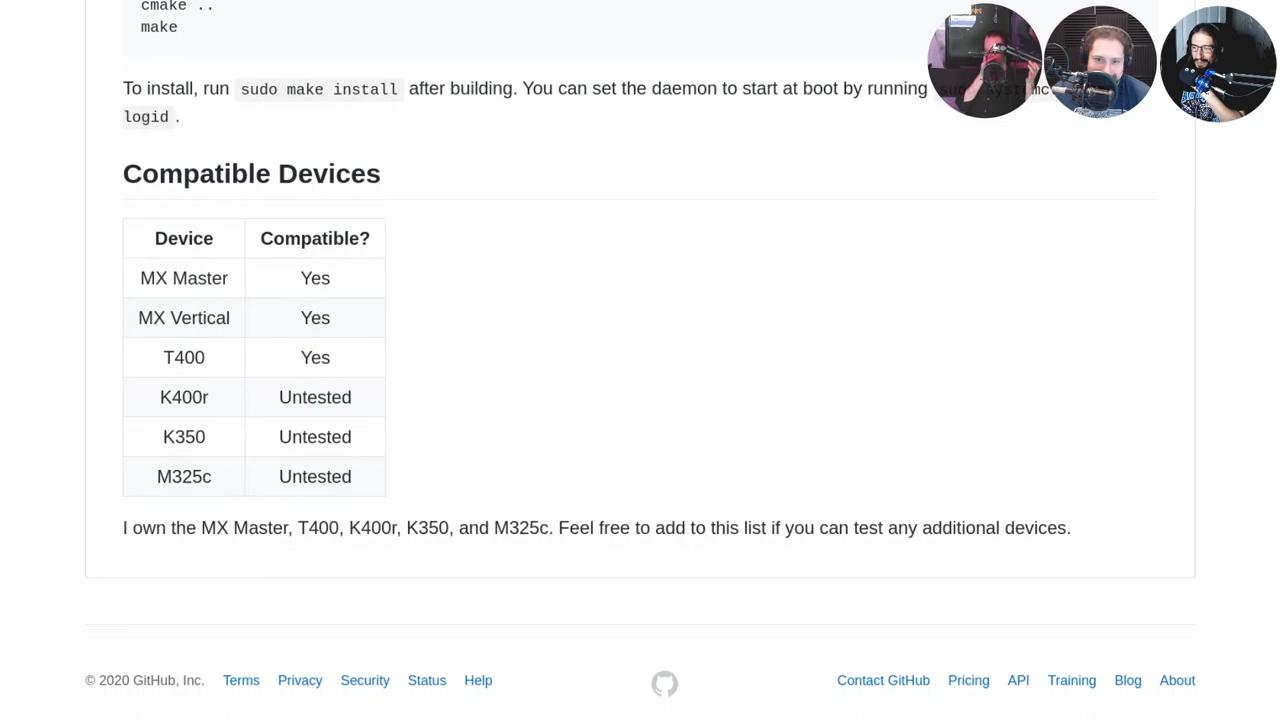 cmake ..
make
To install, run sudo make install after building. You can set the daemon to start at boot by running
logid .
Compatible Devices
Device Compatible?
MX Master Yes
MX Vertical Yes
T400 Yes
K400r Untested
K350 Untested
M325c Untested
I own the MX Master, T400, K400r, K350, and M325c. Feel free to add to this list if you can test any additional devices.
© 2020 GitHub, Inc. Terms Privacy Security Status Help Contact GitHub Pricing API Training Blog About